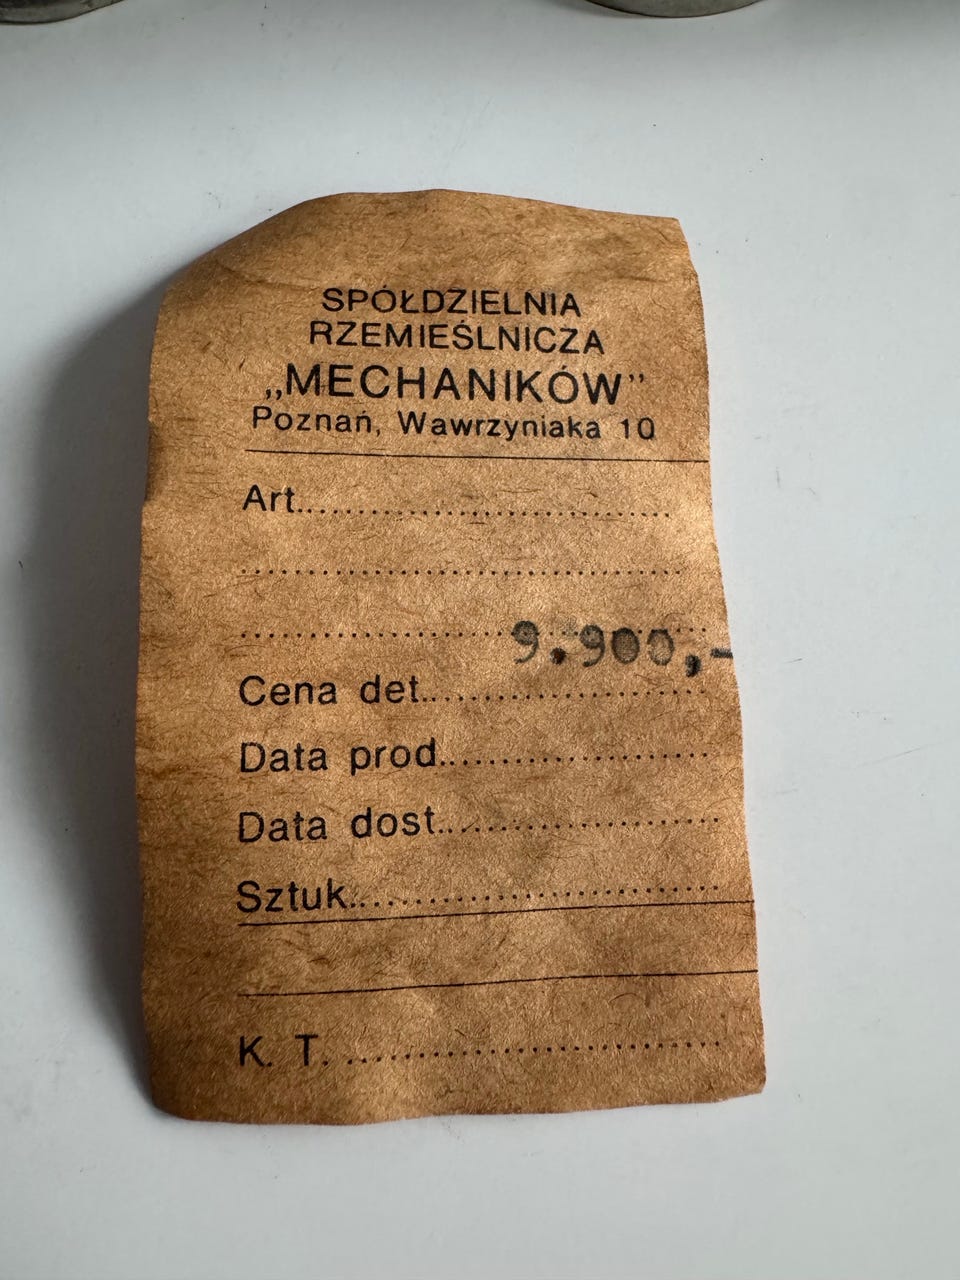 SPÓŁDZIELNIA
RZEMIEŚLNICZA
„MECHANIKÓW”
Poznań, Wawrzyniaka 10
Art.
9.900,-
Cena det.
Data prod.
Data dost.
Sztuk.
K. T.